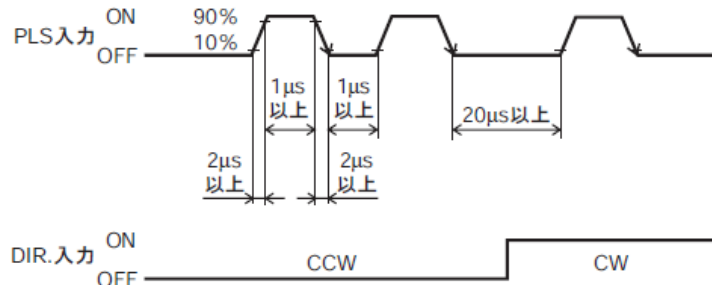 ON
90%
PLS入力
10%
OFF
1μs
以上
1μs
以上
20μs以上
2μs
以上
2μs
以上
ON
DIR.入力
CCW
CW
OFF